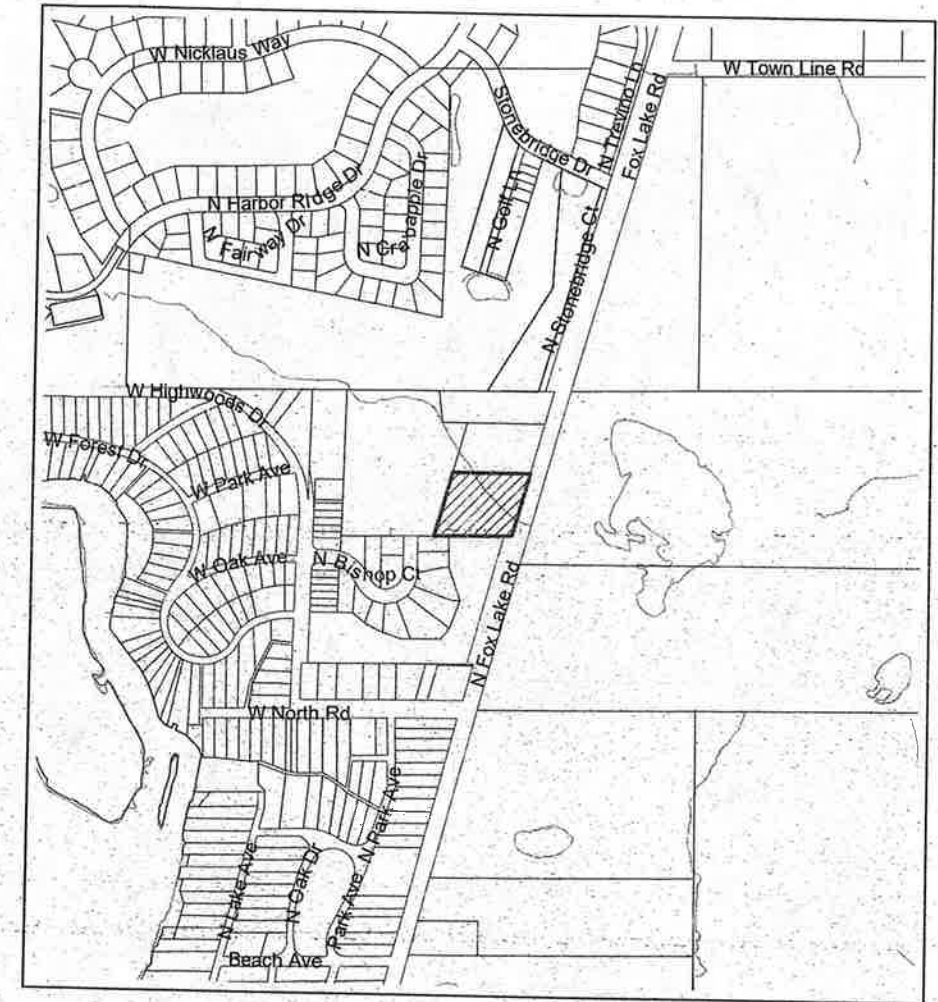 W Nicklaus Way
W Town Line Rd
Stonebridge Dr
N Trevino Ln
Fox Lake Rd
N Harbor Ridge Dr
N Crabapple Dr
N Fairway Dr
N Golf Ln
N Stonebridge Ct
W Highwoods Dr
W Forest Dr
W Park Ave
W Oak Ave
N Bishop Ct
N Fox Lake Rd
W North Rd
N Park Ave
N Lake Ave
N Oak Dr
Park Ave
Beach Ave